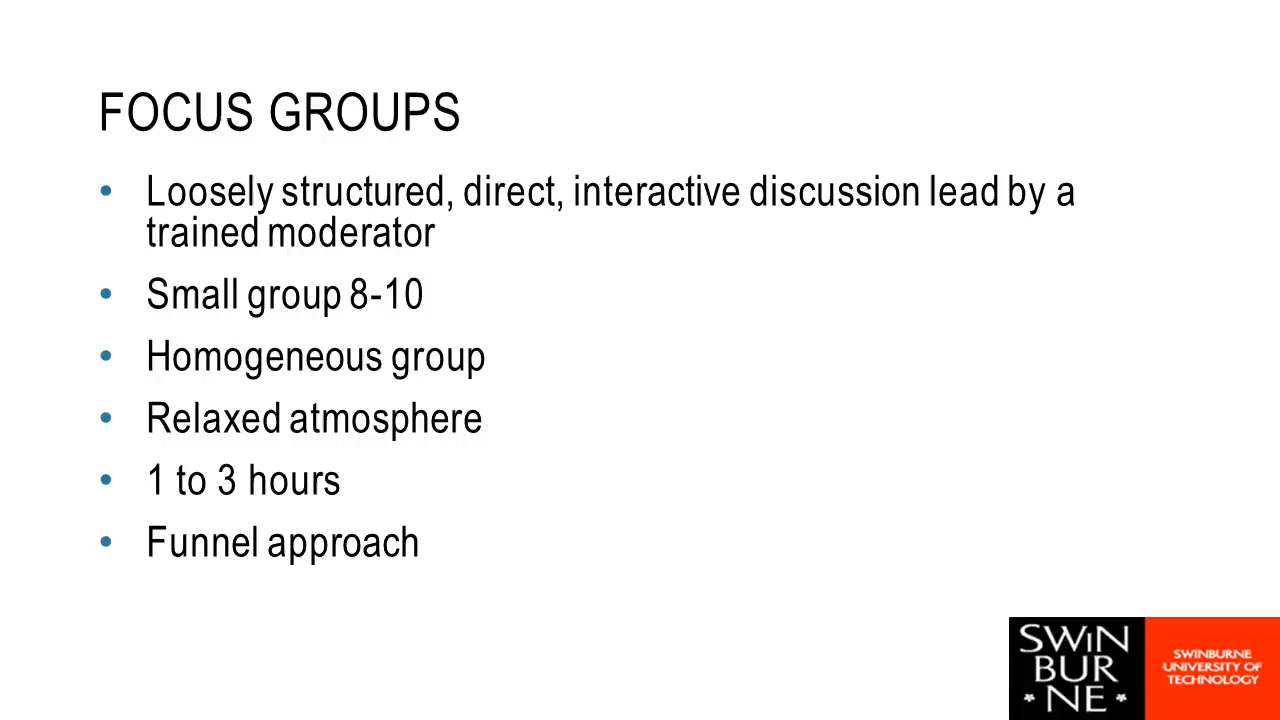 FOCUS GROUPS
• Loosely structured, direct, interactive discussion lead by a
trained moderator
• Small group 8-10
• Homogeneous group
• Relaxed atmosphere
• 1 to 3 hours
• Funnel approach
SWiN
BUR
* NE *
SWINBURNE
UNIVERSITY OF
TECHNOLOGY